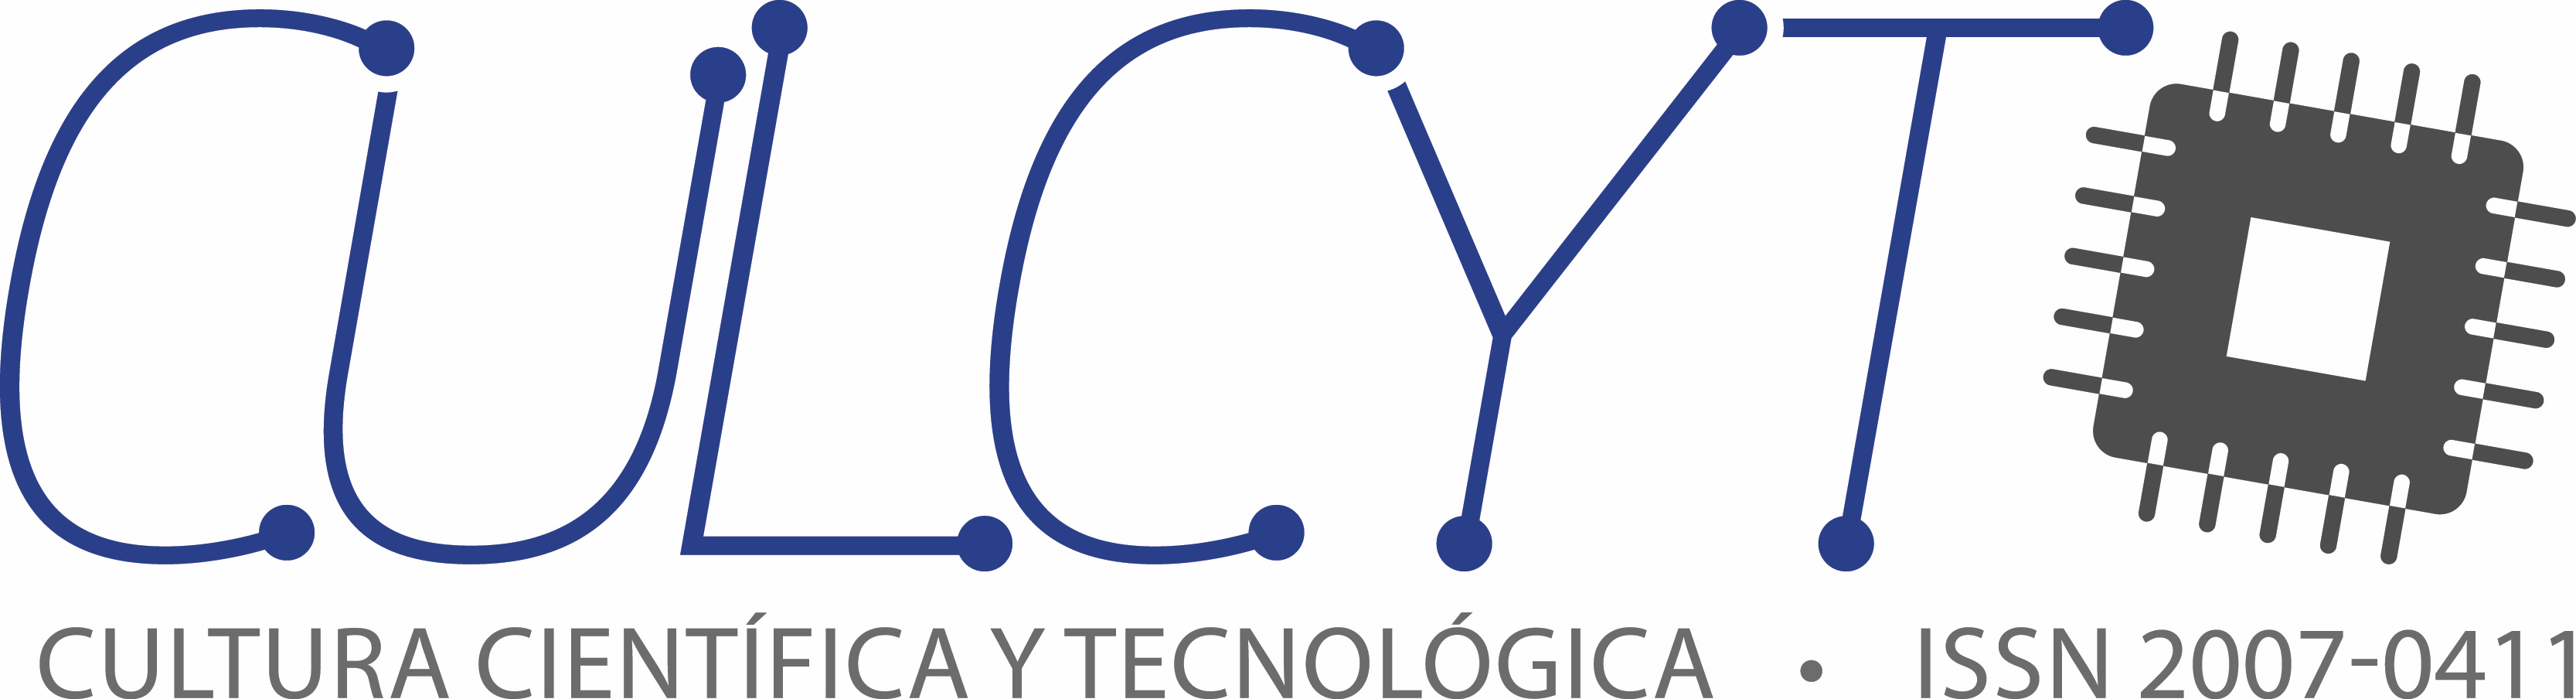 CULCYT
CULTURA CIENTÍFICA Y TECNOLÓGICA • ISSN 2007-0411